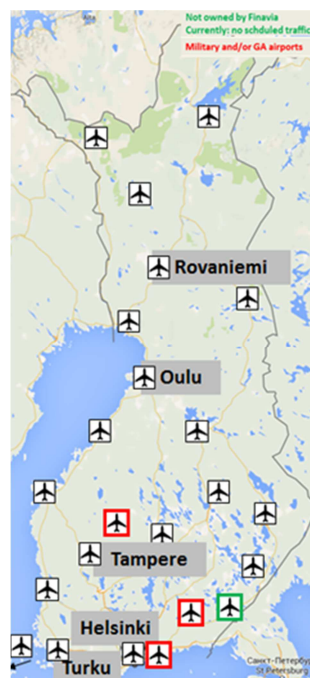 Not owned by Finavia
Currently: no schduled traffic
Military and/or GA airports
Rovaniemi
Oulu
Tampere
Helsinki
Turku
Санкт-Петербург
St Petersburg